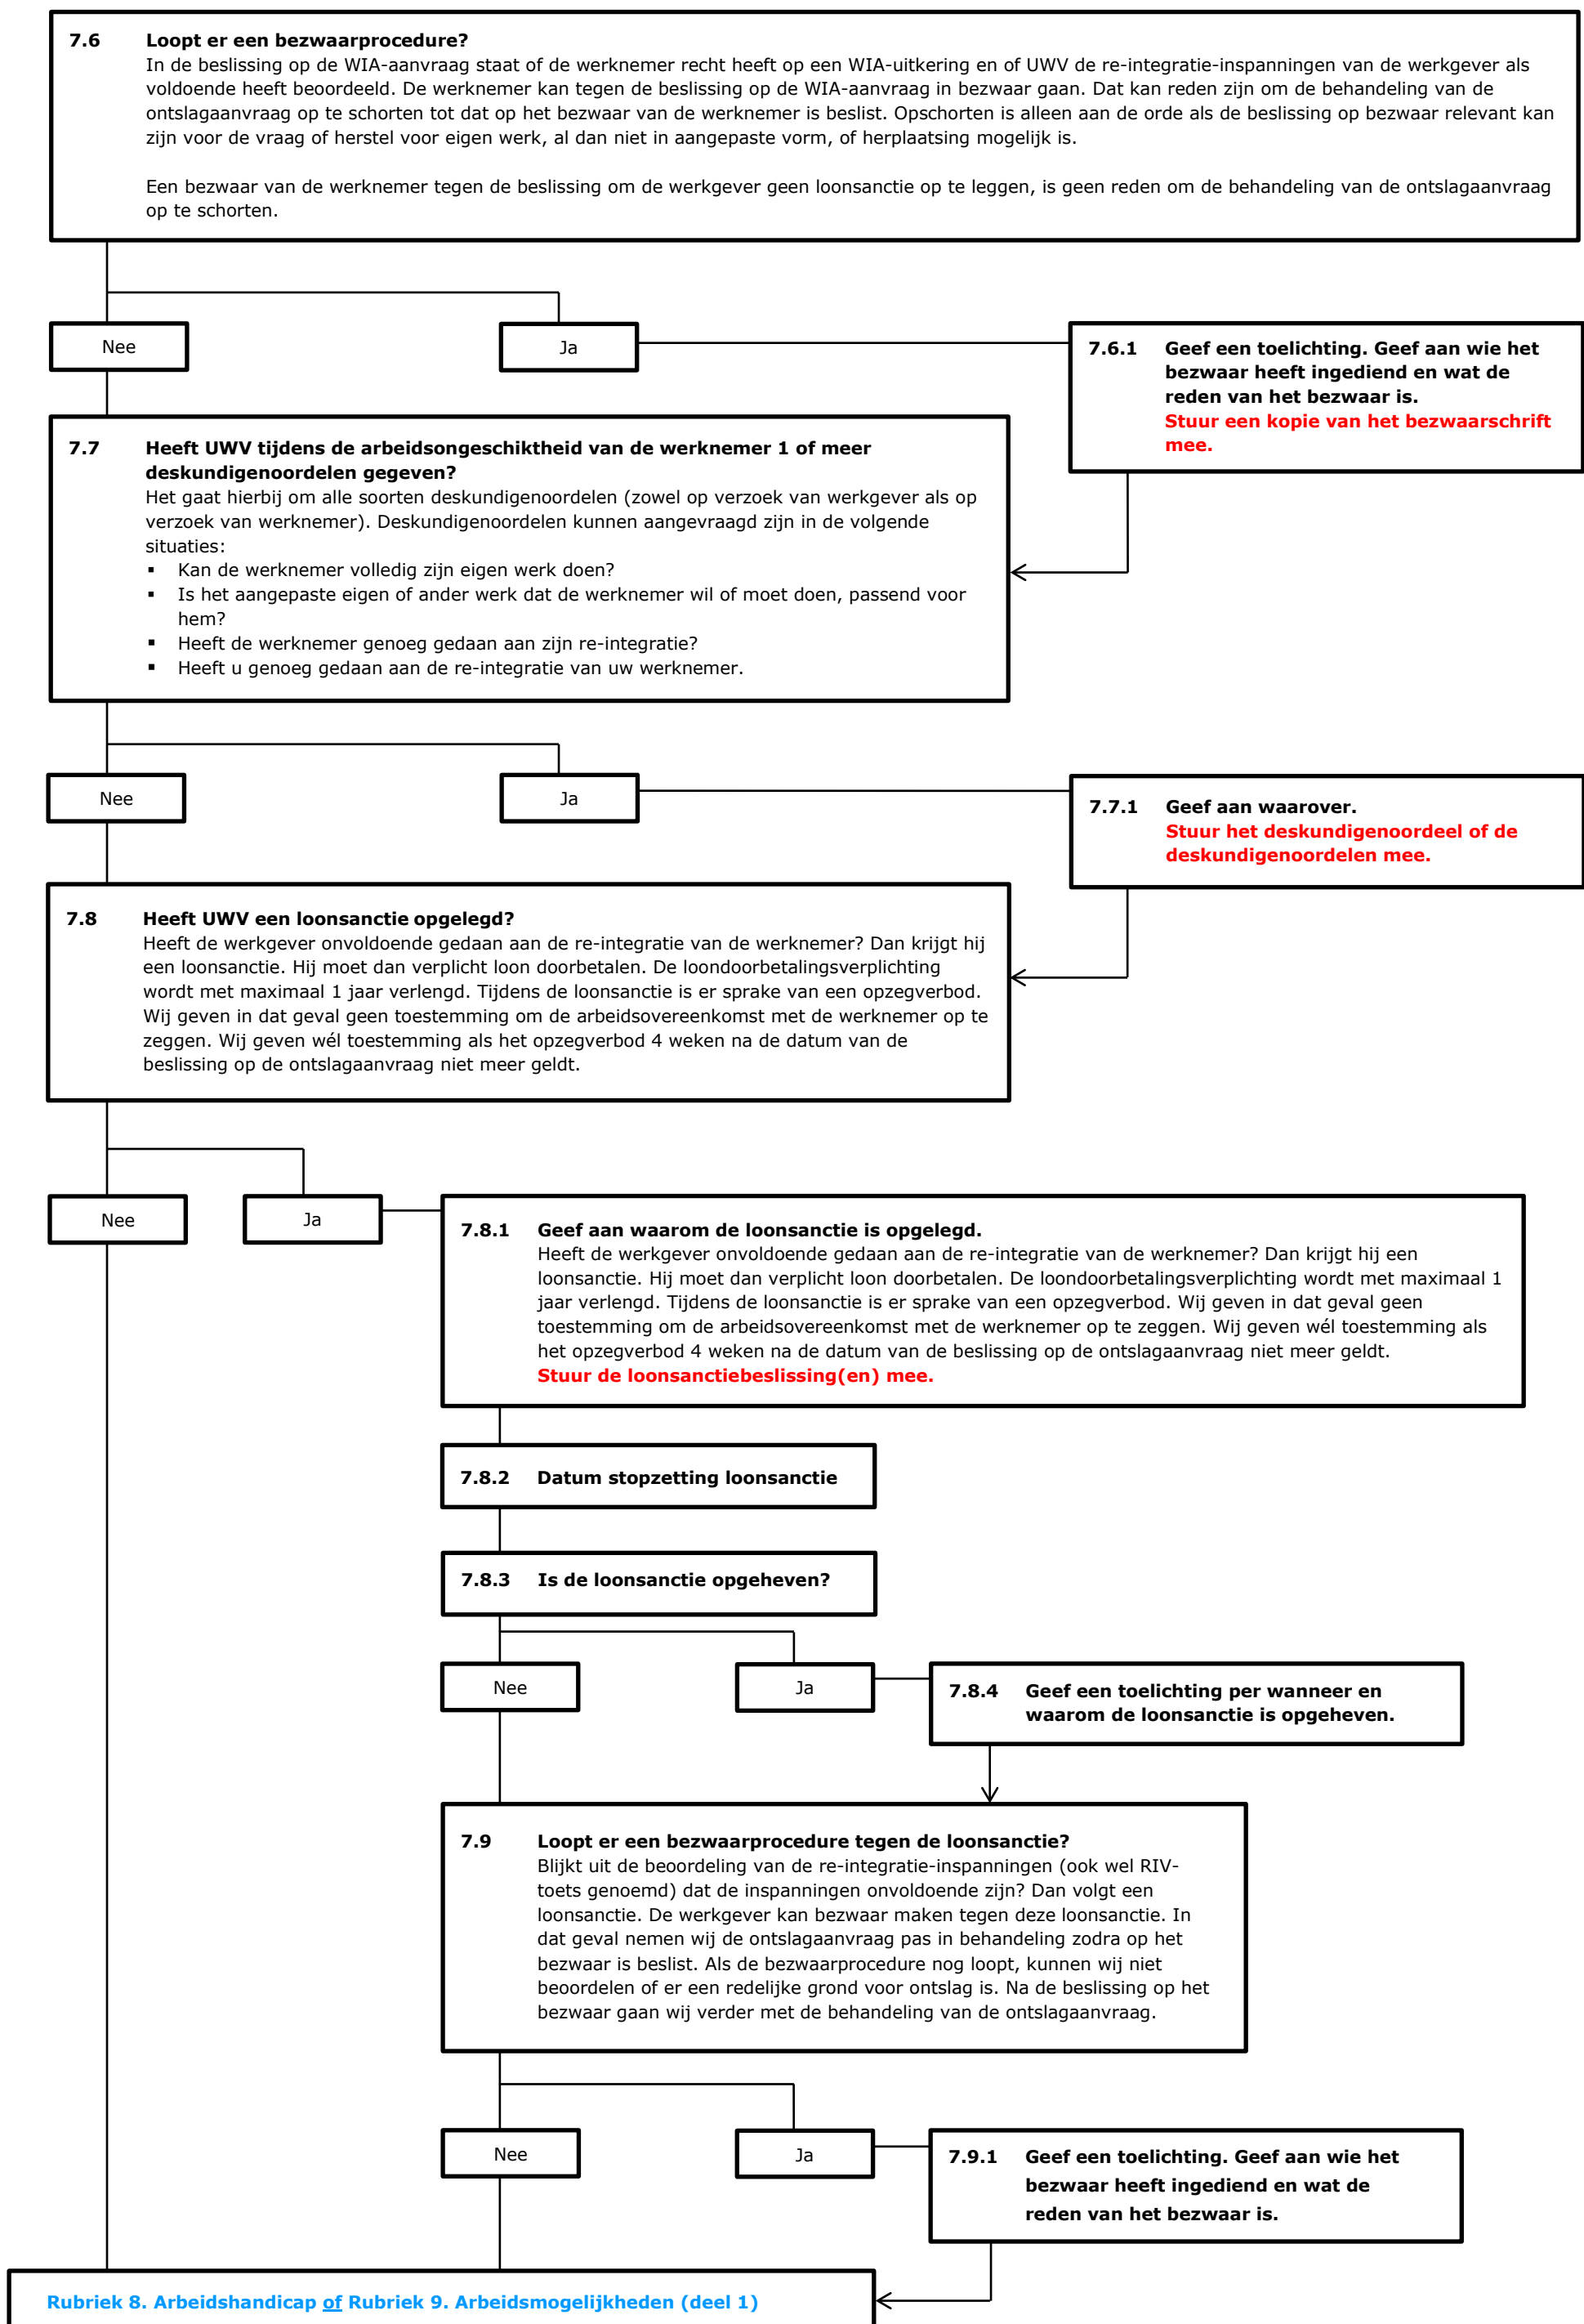 7.6 Loopt er een bezwaarprocedure?
In de beslissing op de WIA-aanvraag staat of de werknemer recht heeft op een WIA-uitkering en of UWV de re-integratie-inspanningen van de werkgever als
voldoende heeft beoordeeld. De werknemer kan tegen de beslissing op de WIA-aanvraag in bezwaar gaan. Dat kan reden zijn om de behandeling van de
ontslagaanvraag op te schorten tot dat op het bezwaar van de werknemer is beslist. Opschorten is alleen aan de orde als de beslissing op bezwaar relevant kan
zijn voor de vraag of herstel voor eigen werk, al dan niet in aangepaste vorm, of herplaatsing mogelijk is.
Een bezwaar van de werknemer tegen de beslissing om de werkgever geen loonsanctie op te leggen, is geen reden om de behandeling van de ontslagaanvraag
op te schorten.
Nee
Ja
7.6.1 Geef een toelichting. Geef aan wie het
bezwaar heeft ingediend en wat de
reden van het bezwaar is.
Stuur een kopie van het bezwaarschrift
mee.
7.7 Heeft UWV tijdens de arbeidsongeschiktheid van de werknemer 1 of meer
deskundigenoordelen gegeven?
Het gaat hierbij om alle soorten deskundigenoordelen (zowel op verzoek van werkgever als op
verzoek van werknemer). Deskundigenoordelen kunnen aangevraagd zijn in de volgende
situaties:
▪ Kan de werknemer volledig zijn eigen werk doen?
▪ Is het aangepaste eigen of ander werk dat de werknemer wil of moet doen, passend voor
hem?
▪ Heeft de werknemer genoeg gedaan aan zijn re-integratie?
▪ Heeft u genoeg gedaan aan de re-integratie van uw werknemer.
Nee
Ja
7.7.1 Geef aan waarover.
Stuur het deskundigenoordeel of de
deskundigenoordelen mee.
7.8 Heeft UWV een loonsanctie opgelegd?
Heeft de werkgever onvoldoende gedaan aan de re-integratie van de werknemer? Dan krijgt hij
een loonsanctie. Hij moet dan verplicht loon doorbetalen. De loondoorbetalingsverplichting
wordt met maximaal 1 jaar verlengd. Tijdens de loonsanctie is er sprake van een opzegverbod.
Wij geven in dat geval geen toestemming om de arbeidsovereenkomst met de werknemer op te
zeggen. Wij geven wél toestemming als het opzegverbod 4 weken na de datum van de
beslissing op de ontslagaanvraag niet meer geldt.
Nee
Ja
7.8.1 Geef aan waarom de loonsanctie is opgelegd.
Heeft de werkgever onvoldoende gedaan aan de re-integratie van de werknemer? Dan krijgt hij een
loonsanctie. Hij moet dan verplicht loon doorbetalen. De loondoorbetalingsverplichting wordt met maximaal 1
jaar verlengd. Tijdens de loonsanctie is er sprake van een opzegverbod. Wij geven in dat geval geen
toestemming om de arbeidsovereenkomst met de werknemer op te zeggen. Wij geven wél toestemming als
het opzegverbod 4 weken na de datum van de beslissing op de ontslagaanvraag niet meer geldt.
Stuur de loonsanctiebeslissing(en) mee.
7.8.2 Datum stopzetting loonsanctie
7.8.3 Is de loonsanctie opgeheven?
Nee
Ja
7.8.4 Geef een toelichting per wanneer en
waarom de loonsanctie is opgeheven.
7.9 Loopt er een bezwaarprocedure tegen de loonsanctie?
Blijkt uit de beoordeling van de re-integratie-inspanningen (ook wel RIV-
toets genoemd) dat de inspanningen onvoldoende zijn? Dan volgt een
loonsanctie. De werkgever kan bezwaar maken tegen deze loonsanctie. In
dat geval nemen wij de ontslagaanvraag pas in behandeling zodra op het
bezwaar is beslist. Als de bezwaarprocedure nog loopt, kunnen wij niet
beoordelen of er een redelijke grond voor ontslag is. Na de beslissing op het
bezwaar gaan wij verder met de behandeling van de ontslagaanvraag.
Nee
Ja
7.9.1 Geef een toelichting. Geef aan wie het
bezwaar heeft ingediend en wat de
reden van het bezwaar is.
Rubriek 8. Arbeidshandicap of Rubriek 9. Arbeidsmogelijkheden (deel 1)